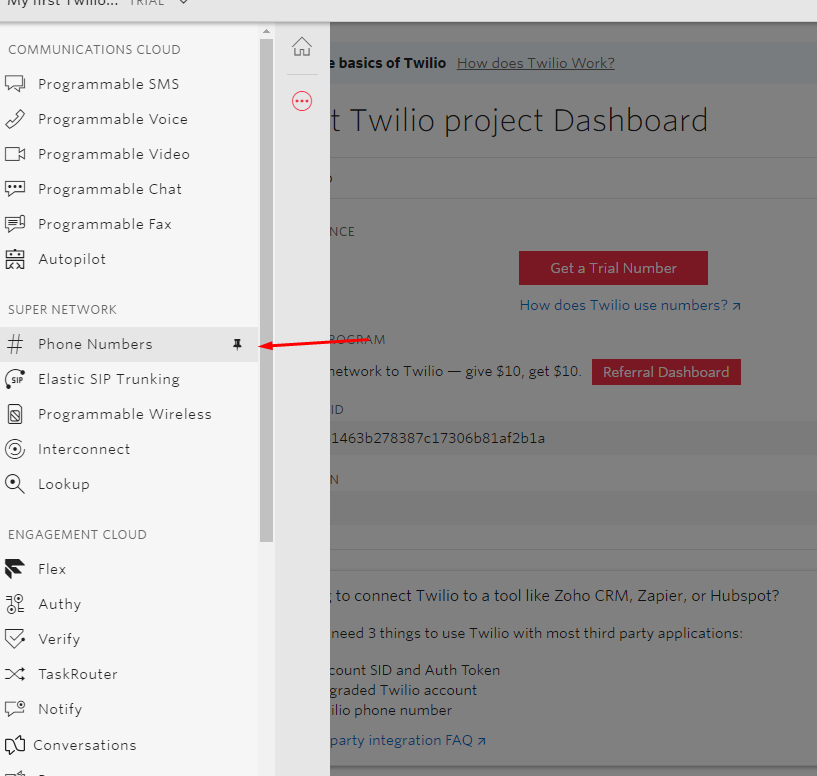 My first Twilio... TRIAL
COMMUNICATIONS CLOUD
Programmable SMS
Programmable Voice
Programmable Video
Programmable Chat
Programmable Fax
Autopilot
SUPER NETWORK
Phone Numbers
Elastic SIP Trunking
SIP
Programmable Wireless
Interconnect
Lookup
ENGAGEMENT CLOUD
Flex
Authy
Verify
TaskRouter
Notify
Conversations
e basics of Twilio How does Twilio Work?
t Twilio project Dashboard
NCE
Get a Trial Number
How does Twilio use numbers?
ROGRAM
network to Twilio — give $10, get $10. Referral Dashboard
ID
1463b278387c17306b81af2b1a
N
to connect Twilio to a tool like Zoho CRM, Zapier, or Hubspot?
need 3 things to use Twilio with most third party applications:
count SID and Auth Token
graded Twilio account
ilio phone number
party integration FAQ